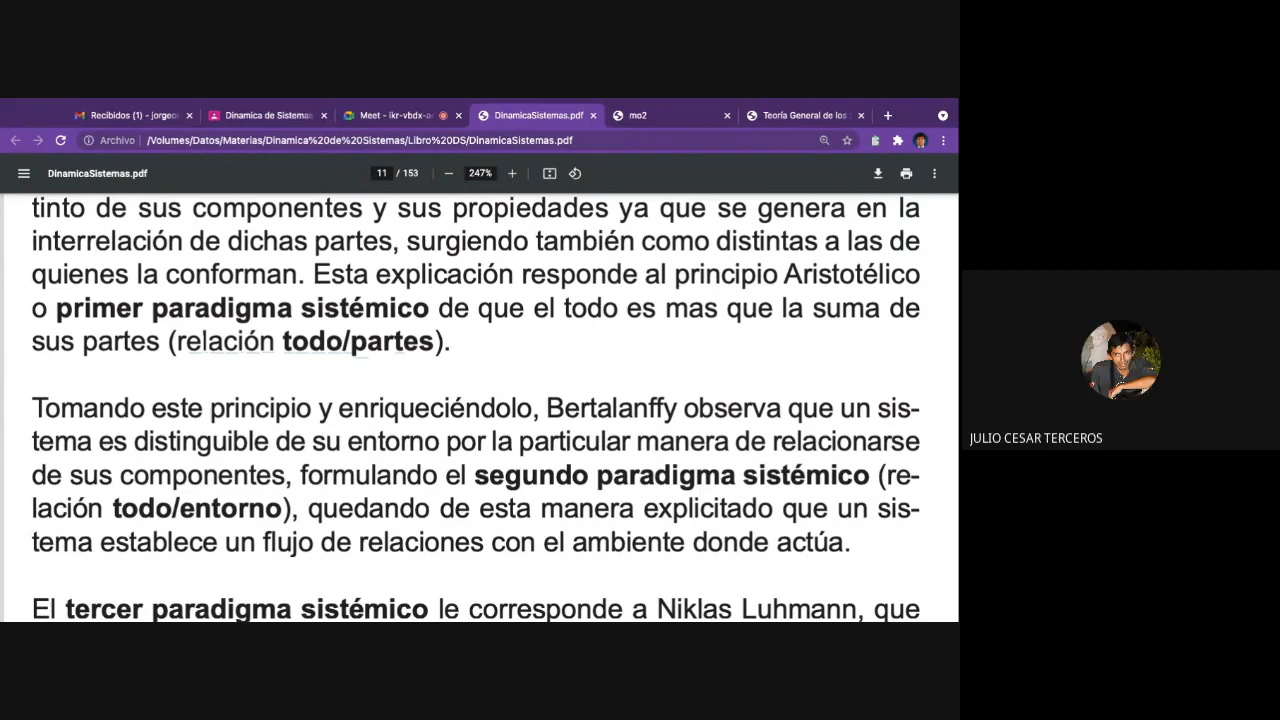 Recibidos (1) - jorgeo
Dinamica de Sistemas
Meet - ikr-vbdx-a
DinamicaSistemas.pdf
mo2
Teoría General de los
Archivo /Volumes/Datos/Materias/Dinamica%20de%20Sistemas/Libro%20DS/DinamicaSistemas.pdf
DinamicaSistemas.pdf
11 / 153
247%
tinto de sus componentes y sus propiedades ya que se genera en la
interrelación de dichas partes, surgiendo también como distintas a las de
quienes la conforman. Esta explicación responde al principio Aristotélico
o primer paradigma sistémico de que el todo es mas que la suma de
sus partes (relación todo/partes).
Tomando este principio y enriqueciéndolo, Bertalanffy observa que un sis-
tema es distinguible de su entorno por la particular manera de relacionarse
de sus componentes, formulando el segundo paradigma sistémico (re-
lación todo/entorno), quedando de esta manera explicitado que un sis-
tema establece un flujo de relaciones con el ambiente donde actúa.
El tercer paradigma sistémico le corresponde a Niklas Luhmann, que
JULIO CESAR TERCEROS